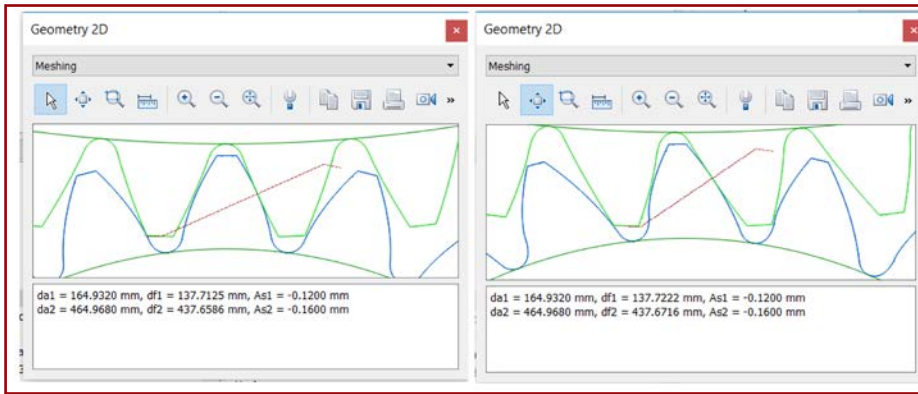 Geometry 2D
Meshing
»
da1 = 164.9320 mm, df1 = 137.7125 mm, As1 = -0.1200 mm
da2 = 464.9680 mm, df2 = 437.6586 mm, As2 = -0.1600 mm
Geometry 2D
Meshing
»
da1 = 164.9320 mm, df1 = 137.7222 mm, As1 = -0.1200 mm
da2 = 464.9680 mm, df2 = 437.6716 mm, As2 = -0.1600 mm